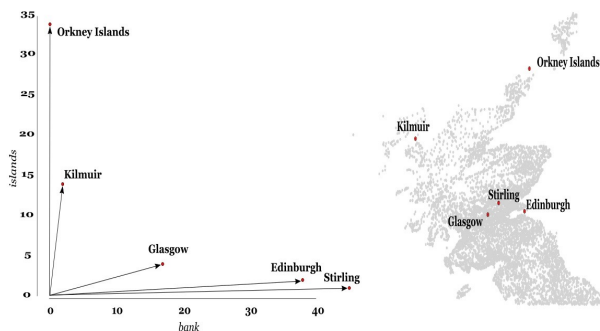 35
Orkney Islands
35
25
20
15
10
5
0
islands
Kilmuir
Glasgow
Edinburgh
Stirling
0
10
20
30
40
bank
Orkney Islands
Kilmuir
Stirling
Edinburgh
Glasgow